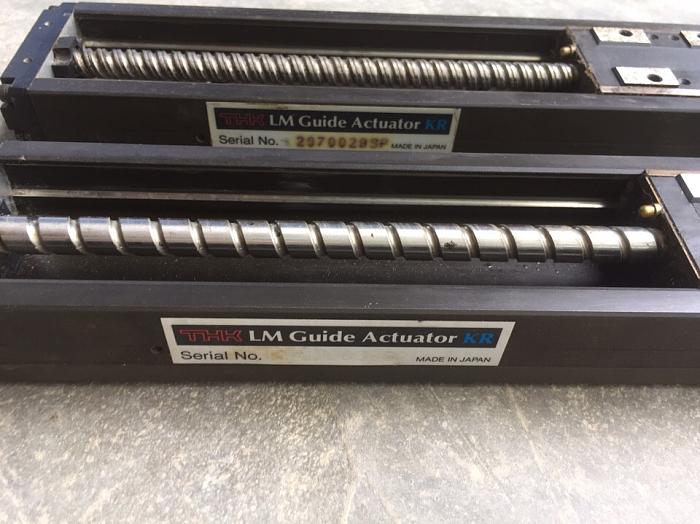 THK LM Guide Actuator KR
Serial No. 2970029SP MADE IN JAPAN
THK LM Guide Actuator KR
Serial No. MADE IN JAPAN